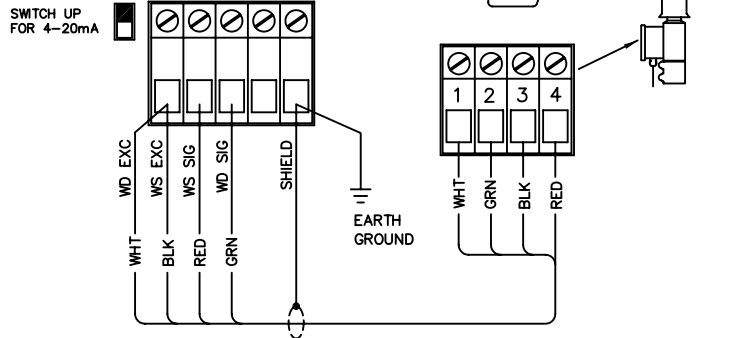 SWITCH UP
FOR 4-20mA
1 2 3 4
WD EXC
WS EXC
WS SIG
WD SIG
SHIELD
WHT
BLK
RED
GRN
EARTH
GROUND
WHT
GRN
BLK
RED